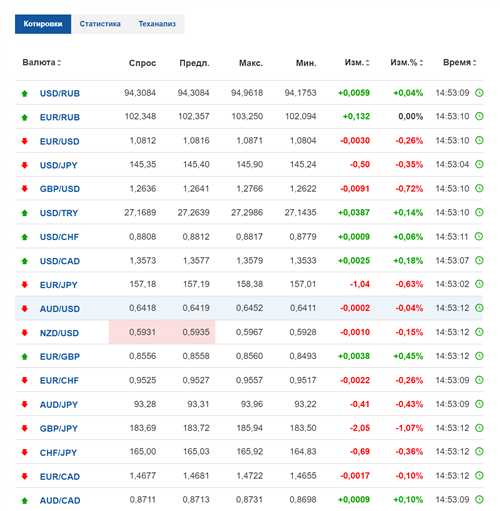 Котировки Статистика Теханализ
Валюта Спрос Предл. Макс. Мин. Изм. Изм.% Время
USD/RUB 94,3084 94,3084 94,9618 94,1753 +0,0059 +0,04% 14:53:09
EUR/RUB 102,348 102,357 103,250 102,094 +0,132 0,00% 14:53:10
EUR/USD 1,0812 1,0816 1,0871 1,0804 -0,0030 -0,26% 14:53:10
USD/JPY 145,35 145,40 145,90 145,24 -0,50 -0,35% 14:53:04
GBP/USD 1,2636 1,2641 1,2766 1,2622 -0,0091 -0,72% 14:53:10
USD/TRY 27,1689 27,2639 27,2986 27,1435 +0,0387 +0,14% 14:53:10
USD/CHF 0,8808 0,8812 0,8817 0,8779 +0,0009 +0,06% 14:53:11
USD/CAD 1,3573 1,3577 1,3579 1,3533 +0,0025 +0,18% 14:53:07
EUR/JPY 157,18 157,19 158,38 157,01 -1,04 -0,63% 14:53:02
AUD/USD 0,6418 0,6419 0,6452 0,6411 -0,0002 -0,04% 14:53:12
NZD/USD 0,5931 0,5935 0,5967 0,5928 -0,0010 -0,15% 14:53:12
EUR/GBP 0,8556 0,8558 0,8560 0,8493 +0,0038 +0,45% 14:53:12
EUR/CHF 0,9525 0,9527 0,9557 0,9517 -0,0022 -0,26% 14:53:09
AUD/JPY 93,28 93,31 93,96 93,22 -0,41 -0,43% 14:53:09
GBP/JPY 183,69 183,72 185,94 183,50 -2,05 -1,07% 14:53:12
CHF/JPY 165,00 165,03 165,92 164,83 -0,69 -0,36% 14:53:12
EUR/CAD 1,4677 1,4681 1,4722 1,4655 -0,0017 -0,10% 14:53:12
AUD/CAD 0,8711 0,8713 0,8731 0,8698 +0,0009 +0,10% 14:53:09